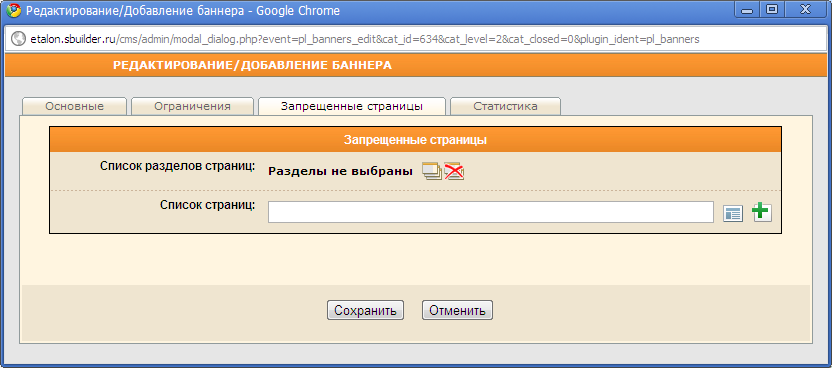 Редактирование/Добавление баннера - Google Chrome
etalon.sbuilder.ru/cms/admin/modal_dialog.php?event=pl_banners_edit&cat_id=634&cat_level=2&cat_closed=0&plugin_ident=pl_banners
РЕДАКТИРОВАНИЕ/ДОБАВЛЕНИЕ БАННЕРА
Основные Ограничения Запрещенные страницы Статистика
Запрещенные страницы
Список разделов страниц: Разделы не выбраны
Список страниц:
Сохранить Отменить